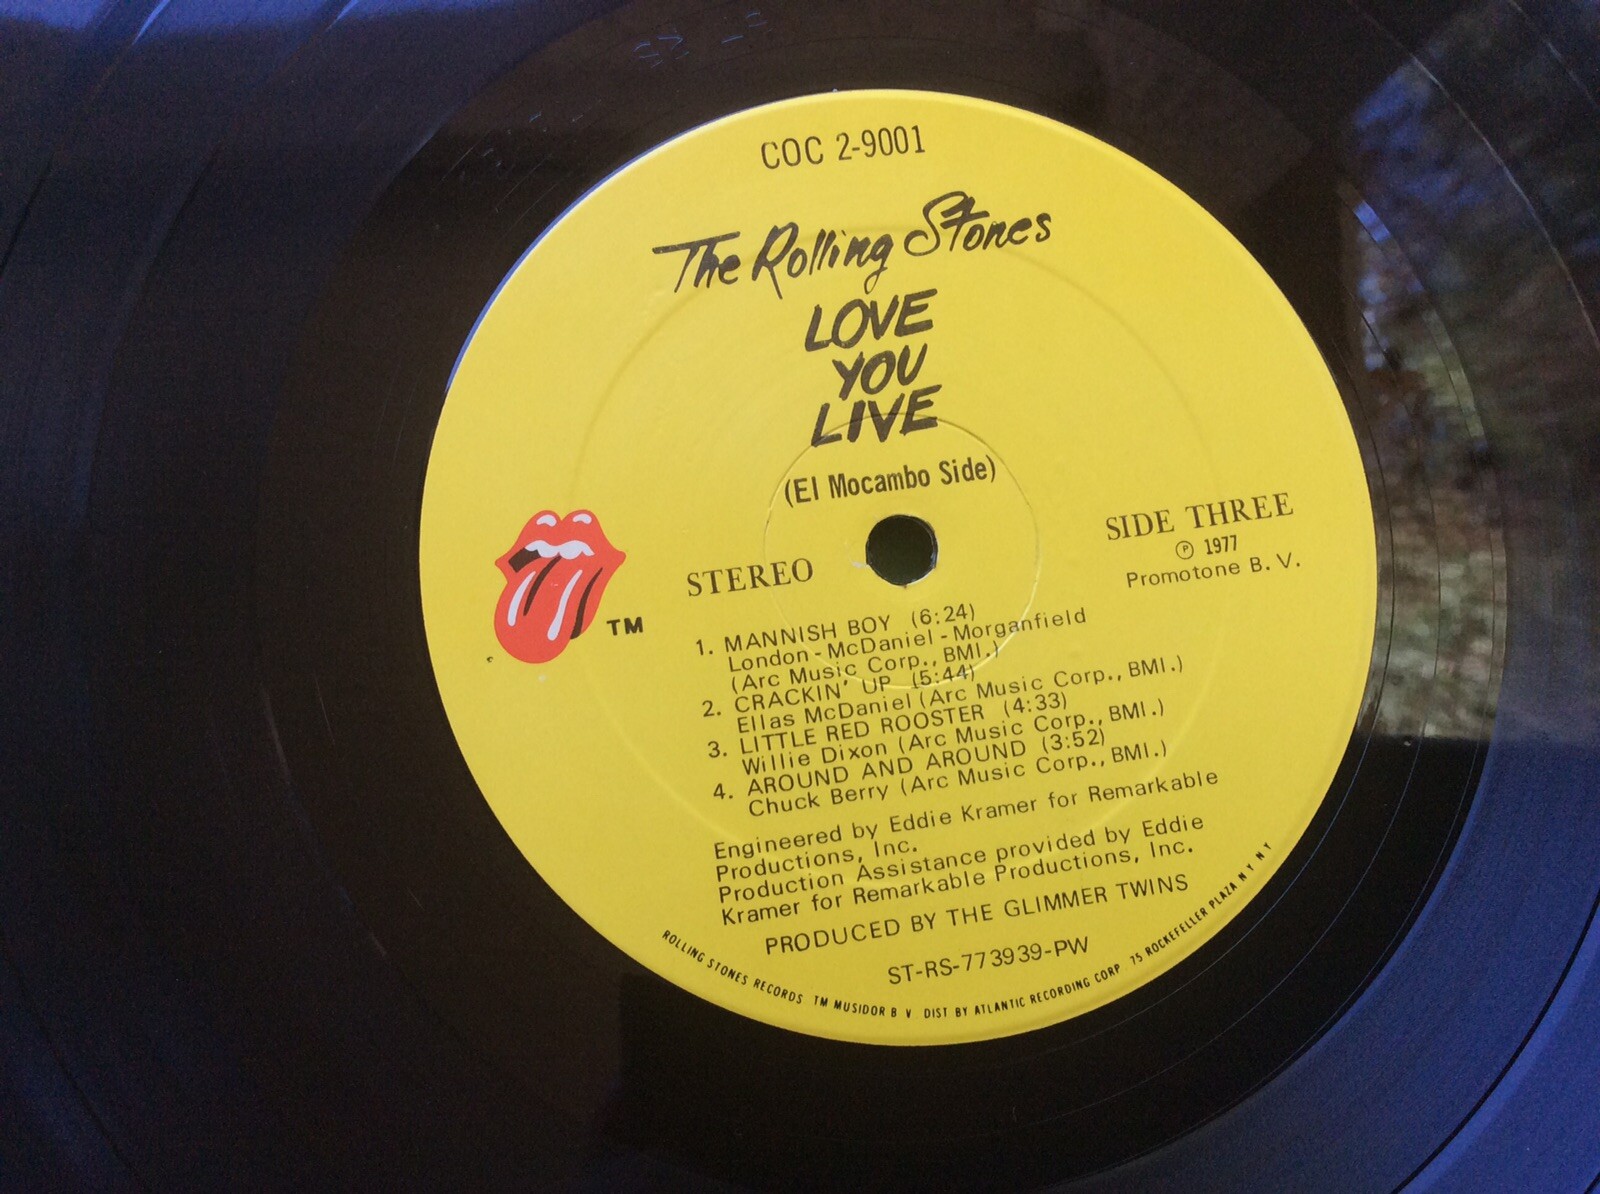 COC 2-9001
The Rolling Stones
LOVE
YOU
LIVE
(El Mocambo Side)
STEREO
SIDE THREE
Ⓟ 1977
Promotone B. V.
TM
1. MANNISH BOY (6:24)
London-McDaniel-Morganfield
(Arc Music Corp., BMI.)
2. CRACKIN' UP (5:44)
Ellas McDaniel (Arc Music Corp., BMI.)
3. LITTLE RED ROOSTER (4:33)
Willie Dixon (Arc Music Corp., BMI.)
4. AROUND AND AROUND (3:52)
Chuck Berry (Arc Music Corp., BMI.)
Engineered by Eddie Kramer for Remarkable
Productions, Inc.
Production Assistance provided by Eddie
Kramer for Remarkable Productions, Inc.
PRODUCED BY THE GLIMMER TWINS
ST-RS-773939-PW
ROLLING STONES RECORDS TM MUSIDOR B V DIST BY ATLANTIC RECORDING CORP 75 ROCKEFELLER PLAZA N Y N Y